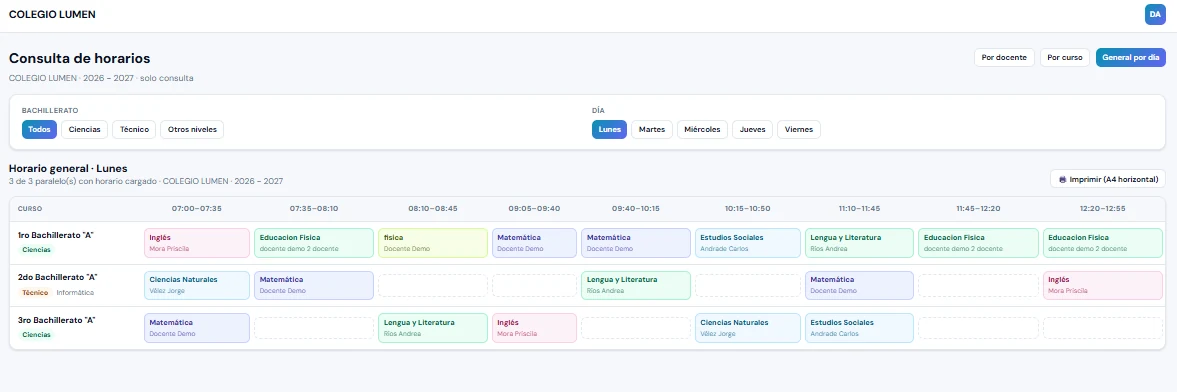 COLEGIO LUMEN
DA
Consulta de horarios
Por docente Por curso General por día
COLEGIO LUMEN · 2026 - 2027 · solo consulta
BACHILLERATO DÍA
Todos Ciencias Técnico Otros niveles Lunes Martes Miércoles Jueves Viernes
Horario general · Lunes
3 de 3 paralelo(s) con horario cargado · COLEGIO LUMEN · 2026 - 2027
Imprimir (A4 horizontal)
CURSO 07:00–07:35 07:35–08:10 08:10–08:45 09:05–09:40 09:40–10:15 10:15–10:50 11:10–11:45 11:45–12:20 12:20–12:55
1ro Bachillerato "A" Inglés Educacion Fisica fisica Matemática Matemática Estudios Sociales Lengua y Literatura Educacion Fisica Educacion Fisica
Ciencias Mora Priscila docente demo 2 docente Docente Demo Docente Demo Docente Demo Andrade Carlos Ríos Andrea docente demo 2 docente docente demo 2 docente
2do Bachillerato "A" Ciencias Naturales Matemática Lengua y Literatura Matemática Inglés
Técnico Informática Vélez Jorge Docente Demo Ríos Andrea Docente Demo Mora Priscila
3ro Bachillerato "A" Matemática Lengua y Literatura Inglés Ciencias Naturales Estudios Sociales
Ciencias Docente Demo Ríos Andrea Mora Priscila Vélez Jorge Andrade Carlos